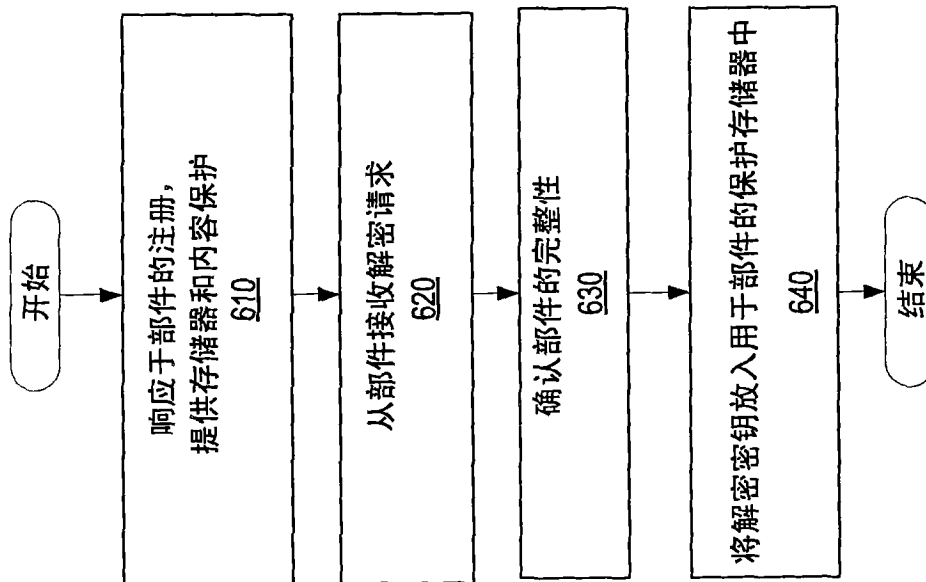 开始
响应于部件的注册，
提供存储器和内容保护
610
从部件接收解密请求
620
确认部件的完整性
630
将解密密钥放入用于部件的保护存储器中
640
结束